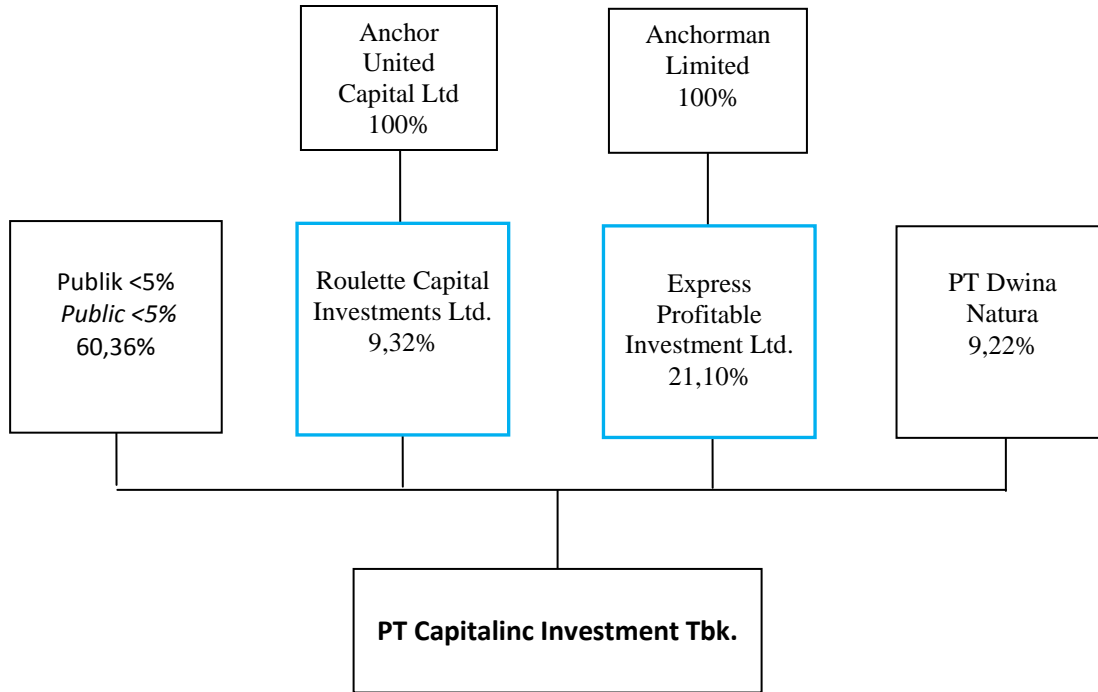 Anchor
United
Capital Ltd
100%
Anchorman
Limited
100%
Publik <5%
Public <5%
60,36%
Roulette Capital
Investments Ltd.
9,32%
Express
Profitable
Investment Ltd.
21,10%
PT Dwina
Natura
9,22%
PT Capitalinc Investment Tbk.